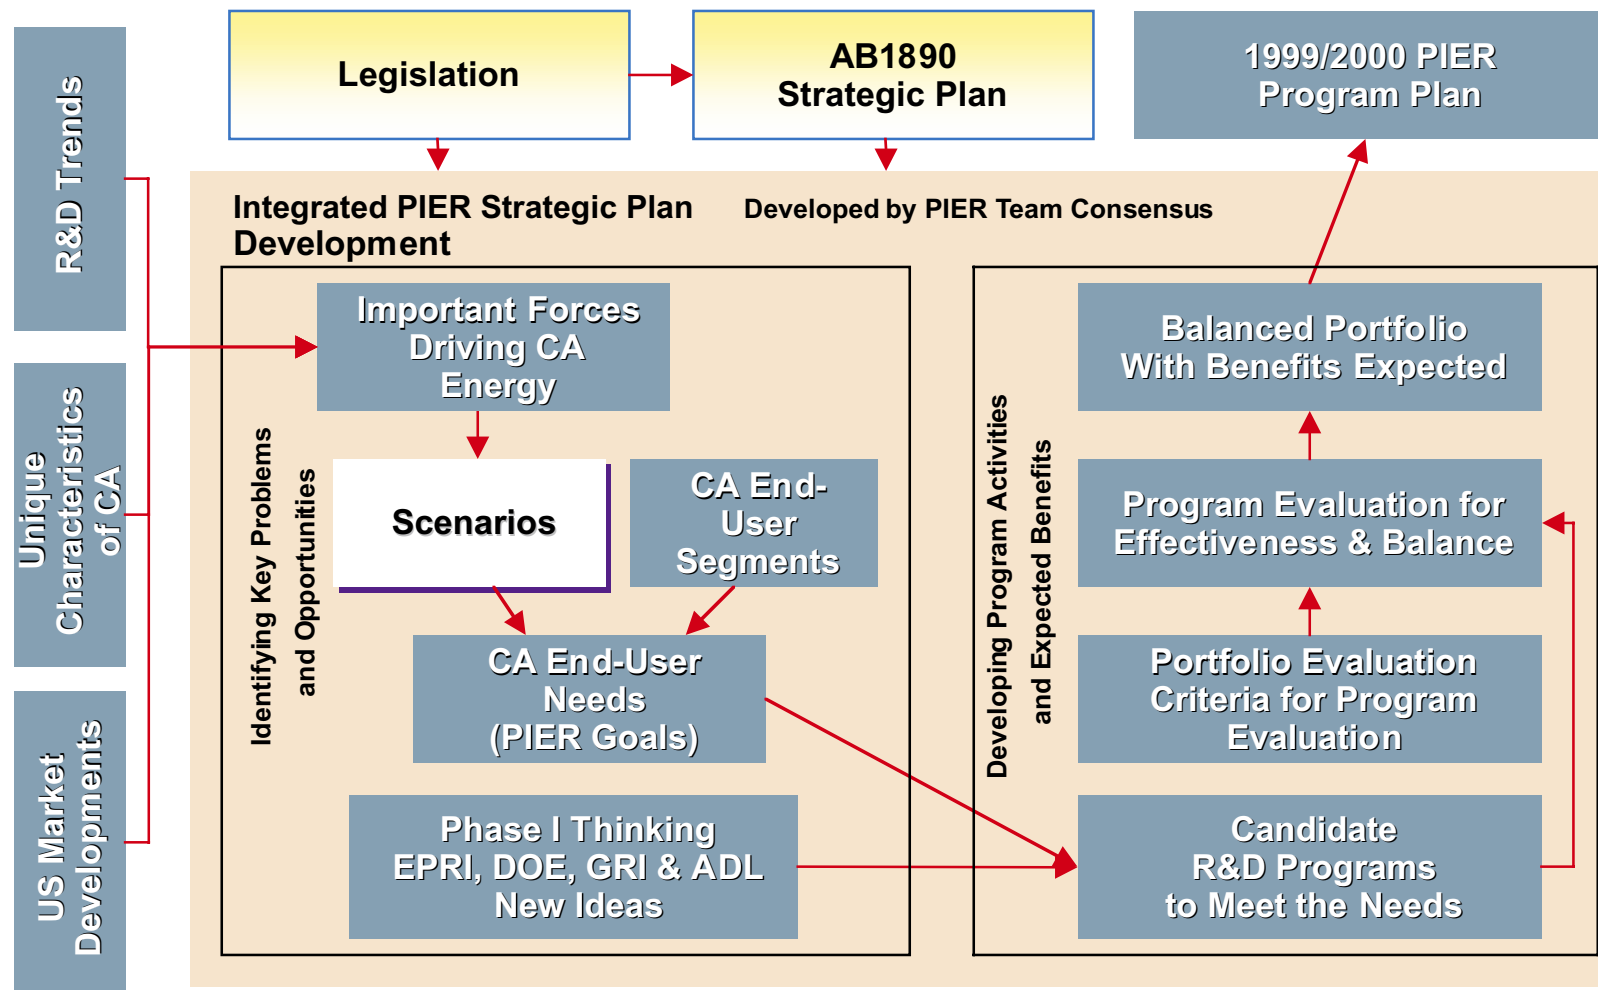 Legislation
AB1890
Strategic Plan
1999/2000 PIER
Program Plan
R&D Trends
Unique
Characteristics
of CA
US Market
Developments
Integrated PIER Strategic Plan
Development
Developed by PIER Team Consensus
Identifying Key Problems
and Opportunities
Important Forces
Driving CA
Energy
Scenarios
CA End-
User
Segments
CA End-User
Needs
(PIER Goals)
Phase I Thinking
EPRI, DOE, GRI & ADL
New Ideas
Developing Program Activities
and Expected Benefits
Balanced Portfolio
With Benefits Expected
Program Evaluation for
Effectiveness & Balance
Portfolio Evaluation
Criteria for Program
Evaluation
Candidate
R&D Programs
to Meet the Needs